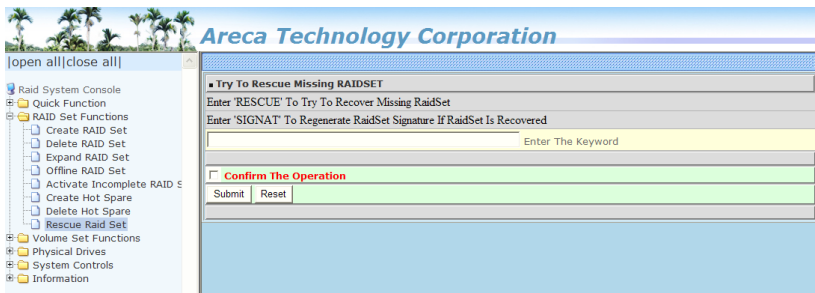 Areca Technology Corporation
|open all|close all|
Raid System Console
Quick Function
RAID Set Functions
Create RAID Set
Delete RAID Set
Expand RAID Set
Offline RAID Set
Activate Incomplete RAID S
Create Hot Spare
Delete Hot Spare
Rescue Raid Set
Volume Set Functions
Physical Drives
System Controls
Information
Try To Rescue Missing RAIDSET
Enter 'RESCUE' To Try To Recover Missing RaidSet
Enter 'SIGNAT' To Regenerate RaidSet Signature If RaidSet Is Recovered
Enter The Keyword
Confirm The Operation
Submit Reset